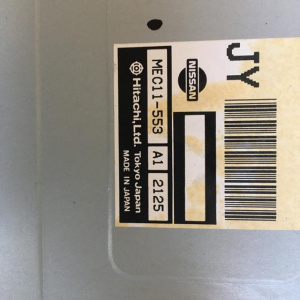 JY
NISSAN
MEC11-553 A1 2125
Hitachi, Ltd. Tokyo Japan
MADE IN JAPAN